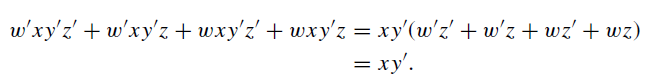 w′xy′z′ + w′xy′z + wxy′z′ + wxy′z = xy′(w′z′ + w′z + wz′ + wz)
= xy′.